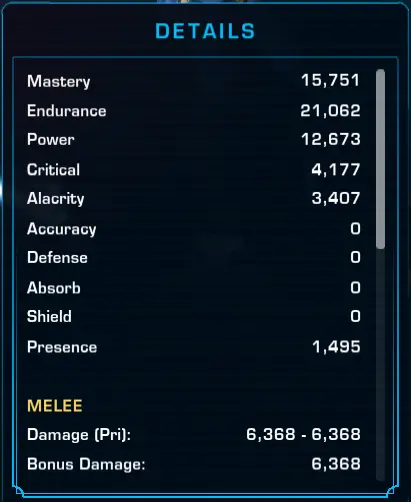 DETAILS
Mastery 15,751
Endurance 21,062
Power 12,673
Critical 4,177
Alacrity 3,407
Accuracy 0
Defense 0
Absorb 0
Shield 0
Presence 1,495
MELEE
Damage (Pri): 6,368 - 6,368
Bonus Damage: 6,368